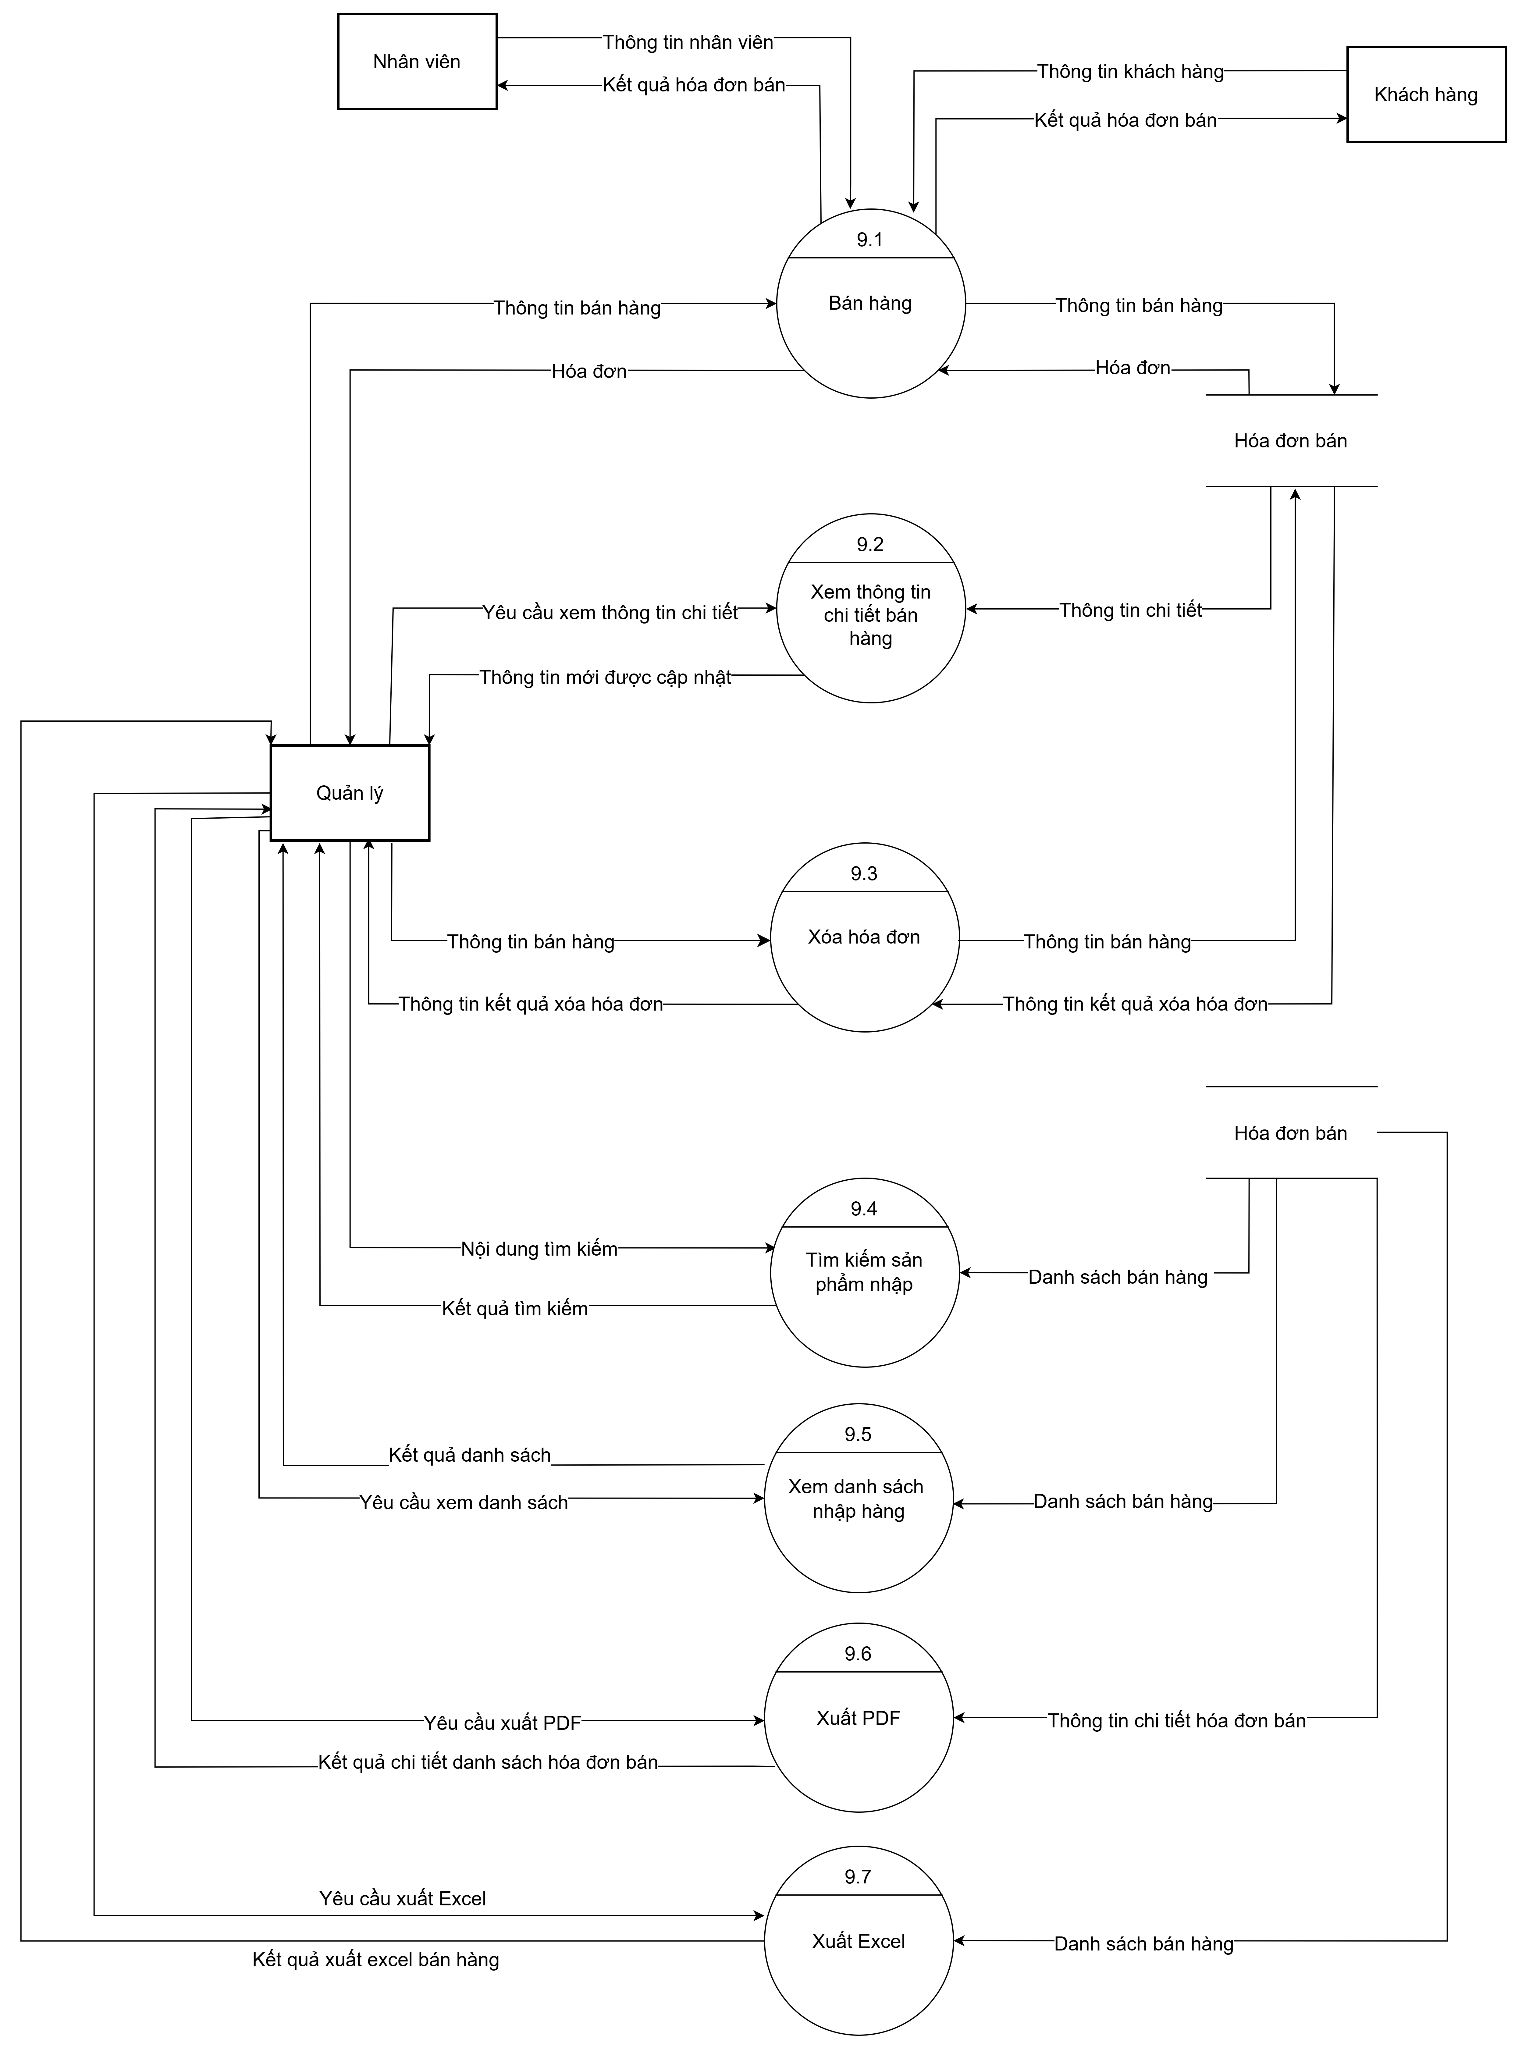 Nhân viên
Thông tin nhân viên
Kết quả hóa đơn bán
Thông tin khách hàng
Kết quả hóa đơn bán
Khách hàng
9.1
Bán hàng
Thông tin bán hàng
Thông tin bán hàng
Hóa đơn
Hóa đơn
Hóa đơn bán
9.2
Xem thông tin
chi tiết bán
hàng
Yêu cầu xem thông tin chi tiết
Thông tin chi tiết
Thông tin mới được cập nhật
Quản lý
9.3
Xóa hóa đơn
Thông tin bán hàng
Thông tin bán hàng
Thông tin kết quả xóa hóa đơn
Thông tin kết quả xóa hóa đơn
Hóa đơn bán
9.4
Tìm kiếm sản
phẩm nhập
Nội dung tìm kiếm
Danh sách bán hàng
Kết quả tìm kiếm
9.5
Xem danh sách
nhập hàng
Kết quả danh sách
Yêu cầu xem danh sách
Danh sách bán hàng
9.6
Xuất PDF
Yêu cầu xuất PDF
Thông tin chi tiết hóa đơn bán
Kết quả chi tiết danh sách hóa đơn bán
9.7
Xuất Excel
Yêu cầu xuất Excel
Danh sách bán hàng
Kết quả xuất excel bán hàng